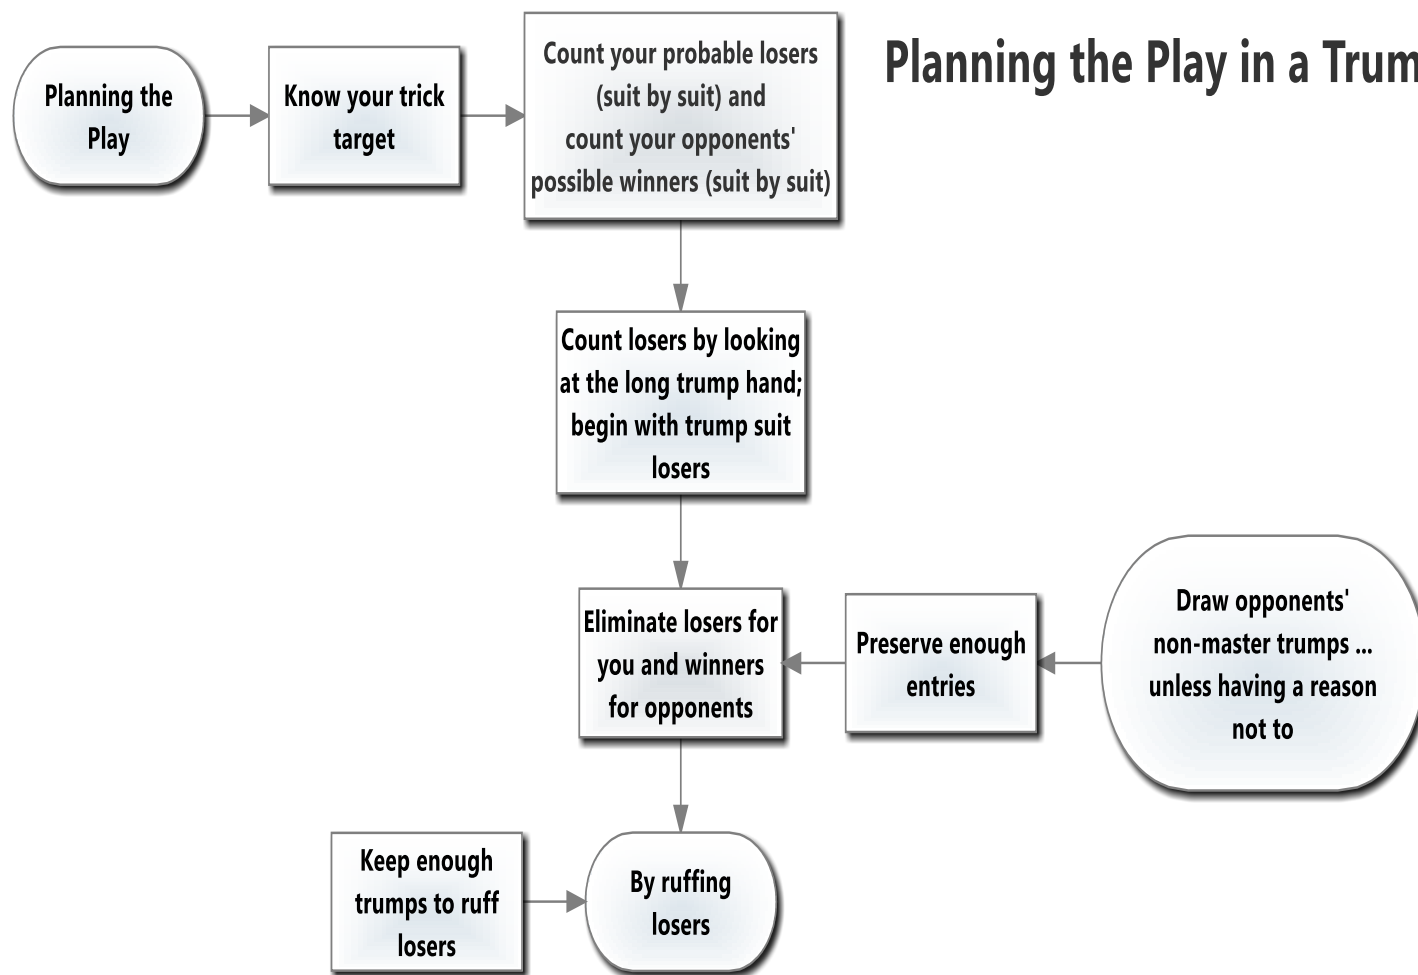 Planning the Play in a Trum
Planning the
Play
Know your trick
target
Count your probable losers
(suit by suit) and
count your opponents'
possible winners (suit by suit)
Count losers by looking
at the long trump hand;
begin with trump suit
losers
Eliminate losers for
you and winners
for opponents
Preserve enough
entries
Draw opponents'
non-master trumps ...
unless having a reason
not to
Keep enough
trumps to ruff
losers
By ruffing
losers